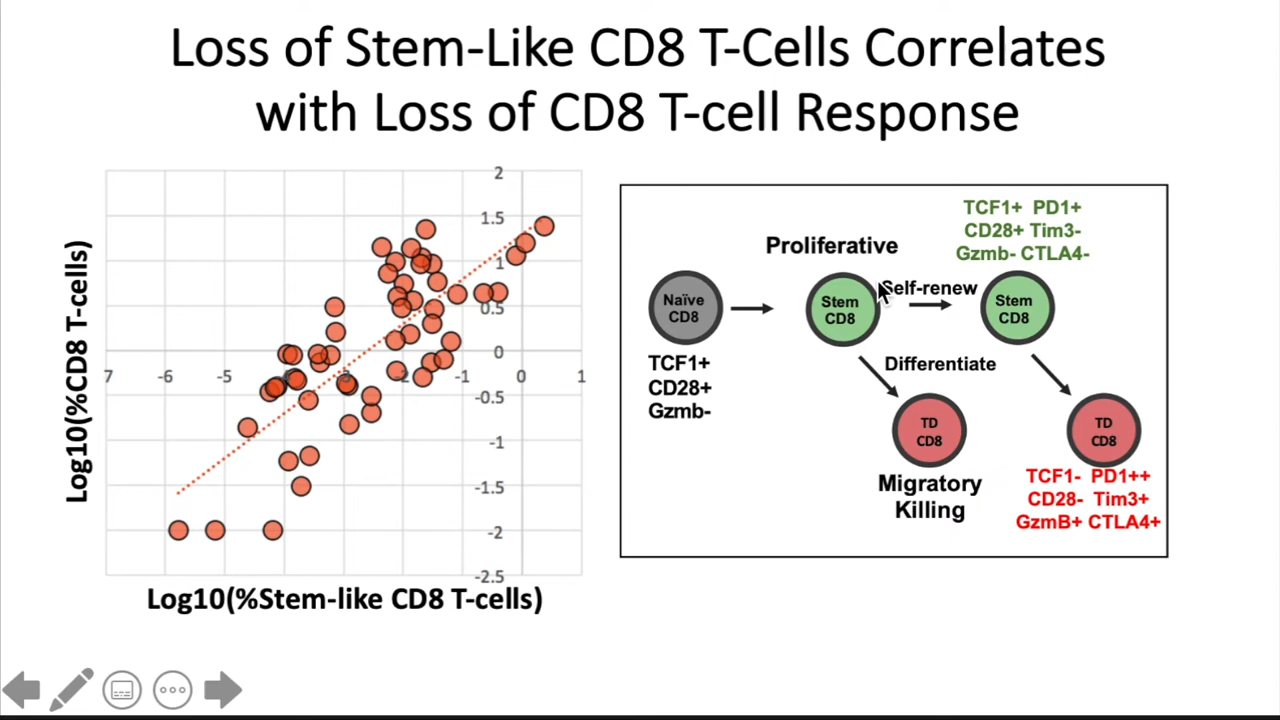 Loss of Stem-Like CD8 T-Cells Correlates
with Loss of CD8 T-cell Response
Log10(%CD8 T-cells)
2
1.5
1
0.5
0
-0.5
-1
-1.5
-2
-2.5
7 -6 -5 -4 -3 -2 -1 0 1
Log10(%Stem-like CD8 T-cells)
TCF1+ PD1+
CD28+ Tim3-
Gzmb- CTLA4-
Proliferative
Self-renew
Naïve
CD8
Stem
CD8
Stem
CD8
TCF1+
CD28+
Gzmb-
Differentiate
TD
CD8
TD
CD8
Migratory
Killing
TCF1- PD1++
CD28- Tim3+
GzmB+ CTLA4+